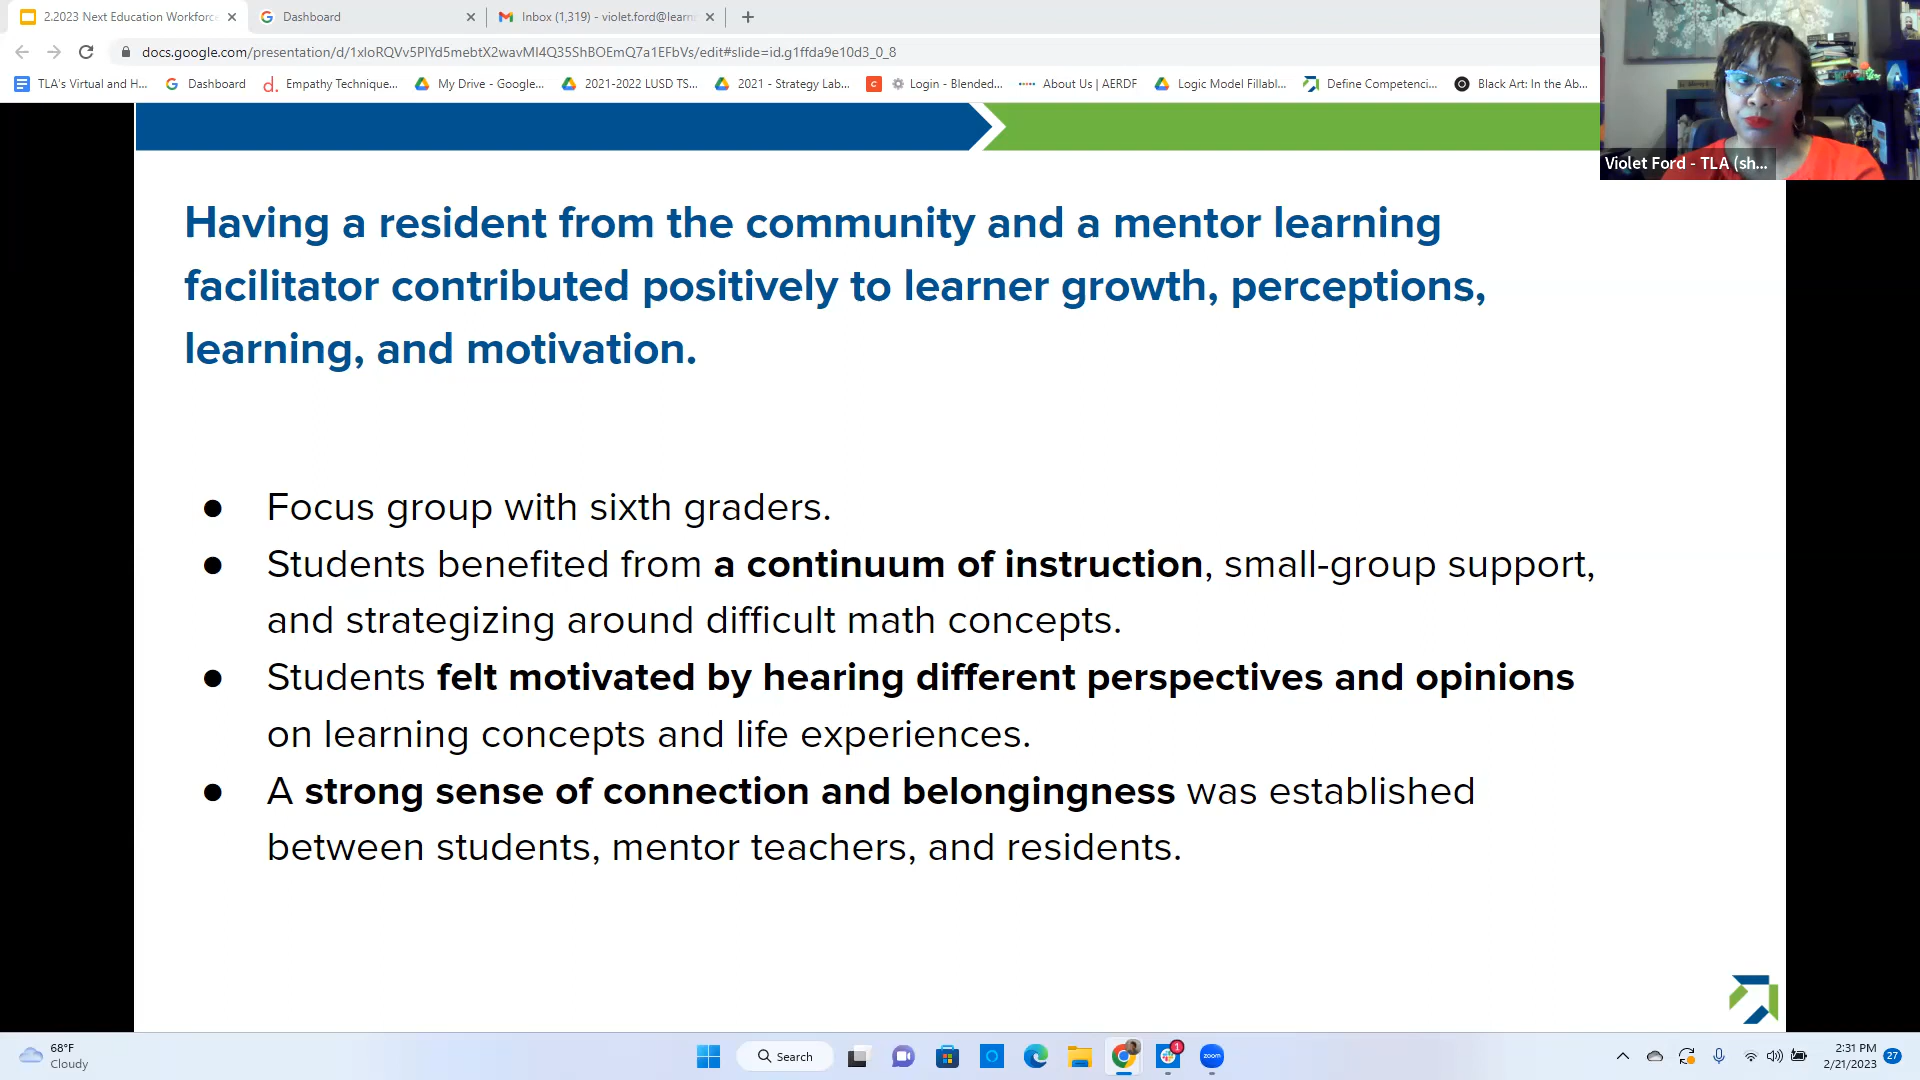 2.2023 Next Education Workforc
Dashboard
Inbox (1,319) - violet.ford@learn
docs.google.com/presentation/d/1xIoRQVv5PIYd5mebtX2wavMI4Q35ShBOEmQ7a1EFbVs/edit#slide=id.g1ffda9e10d3_0_8
TLA's Virtual and H...
Dashboard
Empathy Technique...
My Drive - Google...
2021-2022 LUSD TS...
2021 - Strategy Lab...
Login - Blended...
About Us | AERDF
Logic Model Fillabl...
Define Competenci...
Black Art: In the Ab...
Violet Ford - TLA (sh...
Having a resident from the community and a mentor learning
facilitator contributed positively to learner growth, perceptions,
learning, and motivation.
● Focus group with sixth graders.
● Students benefited from a continuum of instruction, small-group support,
and strategizing around difficult math concepts.
● Students felt motivated by hearing different perspectives and opinions
on learning concepts and life experiences.
● A strong sense of connection and belongingness was established
between students, mentor teachers, and residents.
68°F
Cloudy
Search
1
zoom
2:31 PM
2/21/2023
27